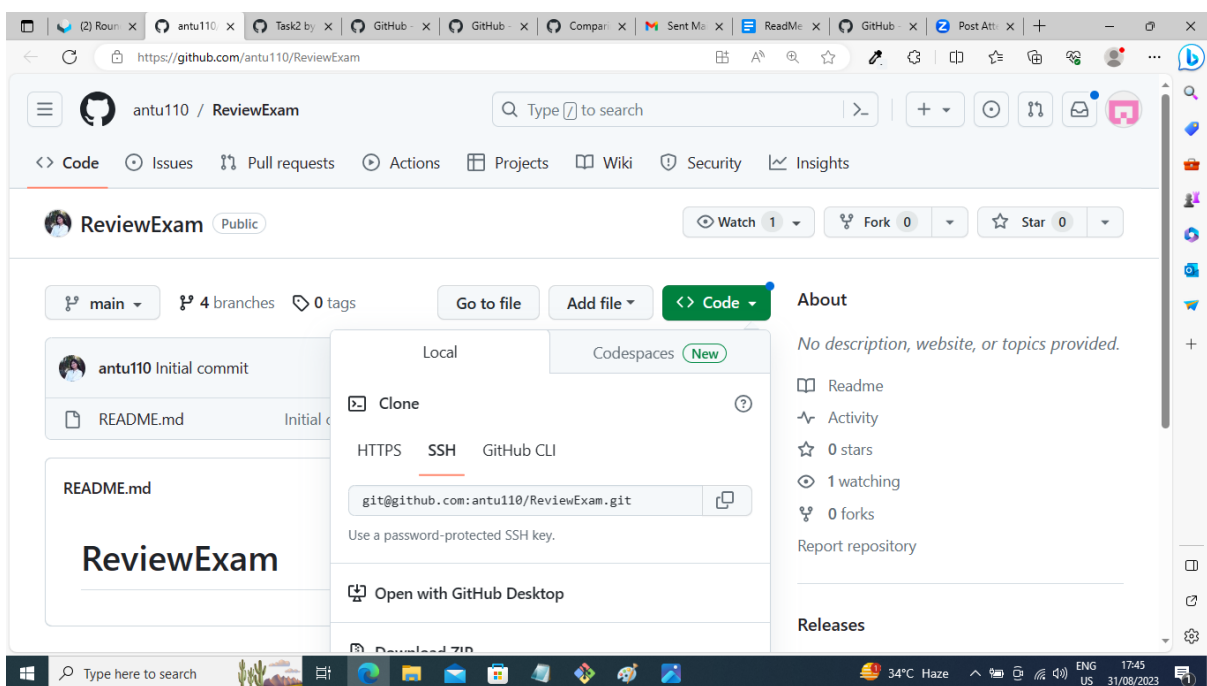 (2) Roun
antu110/
Task2 by
GitHub -
GitHub -
Compari
Sent Ma
ReadMe
GitHub -
Post Att
https://github.com/antu110/ReviewExam
antu110 / ReviewExam
Type / to search
Code
Issues
Pull requests
Actions
Projects
Wiki
Security
Insights
ReviewExam Public
Watch 1
Fork 0
Star 0
main
4 branches
0 tags
Go to file
Add file
Code
About
No description, website, or topics provided.
Readme
Activity
0 stars
1 watching
0 forks
Report repository
Releases
antu110 Initial commit
README.md Initial c
README.md
ReviewExam
Local
Codespaces New
Clone
HTTPS SSH GitHub CLI
git@github.com:antu110/ReviewExam.git
Use a password-protected SSH key.
Open with GitHub Desktop
Download ZIP
Type here to search
34°C Haze
ENG
US
17:45
31/08/2023